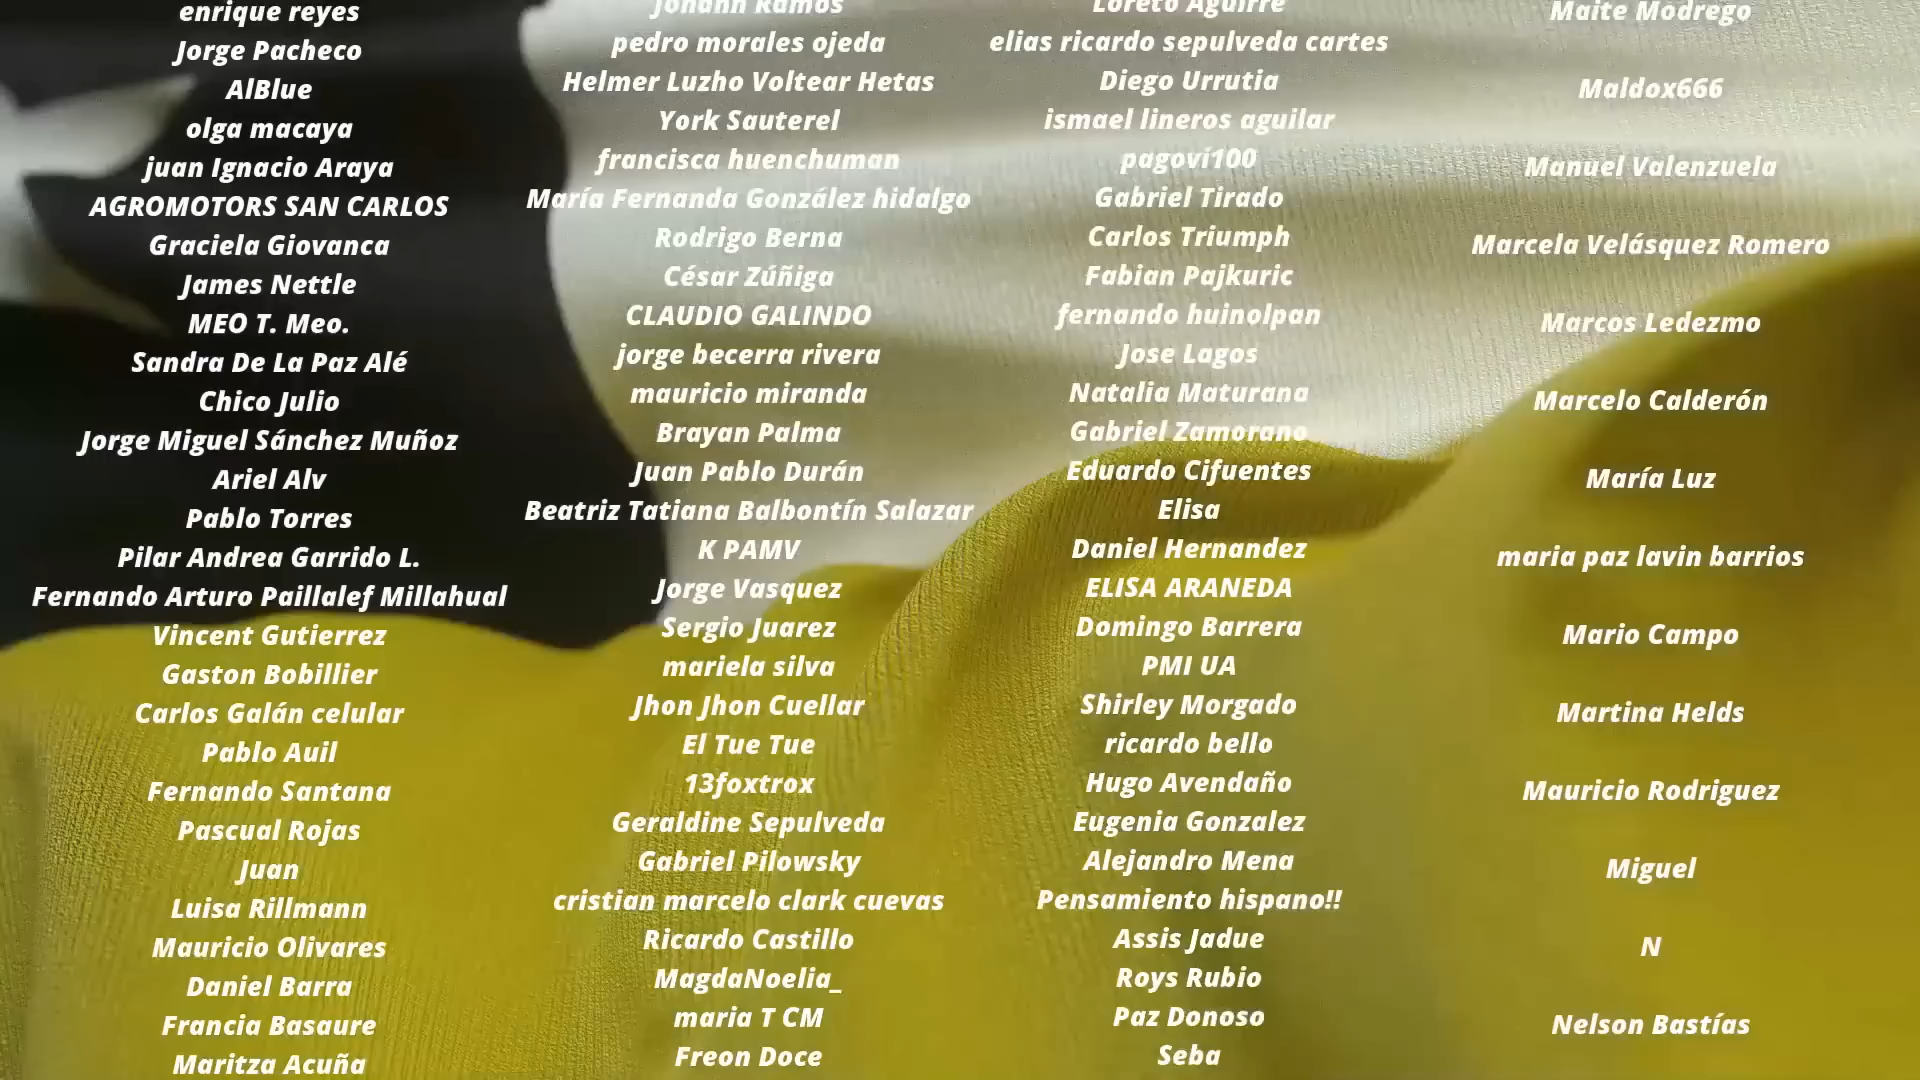 enrique reyes
Jorge Pacheco
AlBlue
olga macaya
juan Ignacio Araya
AGROMOTORS SAN CARLOS
Graciela Giovanca
James Nettle
MEO T. Meo.
Sandra De La Paz Alé
Chico Julio
Jorge Miguel Sánchez Muñoz
Ariel Alv
Pablo Torres
Pilar Andrea Garrido L.
Fernando Arturo Paillalef Millahual
Vincent Gutierrez
Gaston Bobillier
Carlos Galán celular
Pablo Auil
Fernando Santana
Pascual Rojas
Juan
Luisa Rillmann
Mauricio Olivares
Daniel Barra
Francia Basaure
Maritza Acuña
Johann Ramos
pedro morales ojeda
Helmer Luzho Voltear Hetas
York Sauterel
francisca huenchuman
María Fernanda González hidalgo
Rodrigo Berna
César Zúñiga
CLAUDIO GALINDO
jorge becerra rivera
mauricio miranda
Brayan Palma
Juan Pablo Durán
Beatriz Tatiana Balbontín Salazar
K PAMV
Jorge Vasquez
Sergio Juarez
mariela silva
Jhon Jhon Cuellar
El Tue Tue
13foxtrox
Geraldine Sepulveda
Gabriel Pilowsky
cristian marcelo clark cuevas
Ricardo Castillo
MagdaNoelia_
maria T CM
Freon Doce
Loreto Aguirre
elias ricardo sepulveda cartes
Diego Urrutia
ismael lineros aguilar
pagoví100
Gabriel Tirado
Carlos Triumph
Fabian Pajkuric
fernando huinolpan
Jose Lagos
Natalia Maturana
Gabriel Zamorano
Eduardo Cifuentes
Elisa
Daniel Hernandez
ELISA ARANEDA
Domingo Barrera
PMI UA
Shirley Morgado
ricardo bello
Hugo Avendaño
Eugenia Gonzalez
Alejandro Mena
Pensamiento hispano!!
Assis Jadue
Roys Rubio
Paz Donoso
Seba
Maite Modrego
Maldox666
Manuel Valenzuela
Marcela Velásquez Romero
Marcos Ledezmo
Marcelo Calderón
María Luz
maria paz lavin barrios
Mario Campo
Martina Helds
Mauricio Rodriguez
Miguel
N
Nelson Bastías